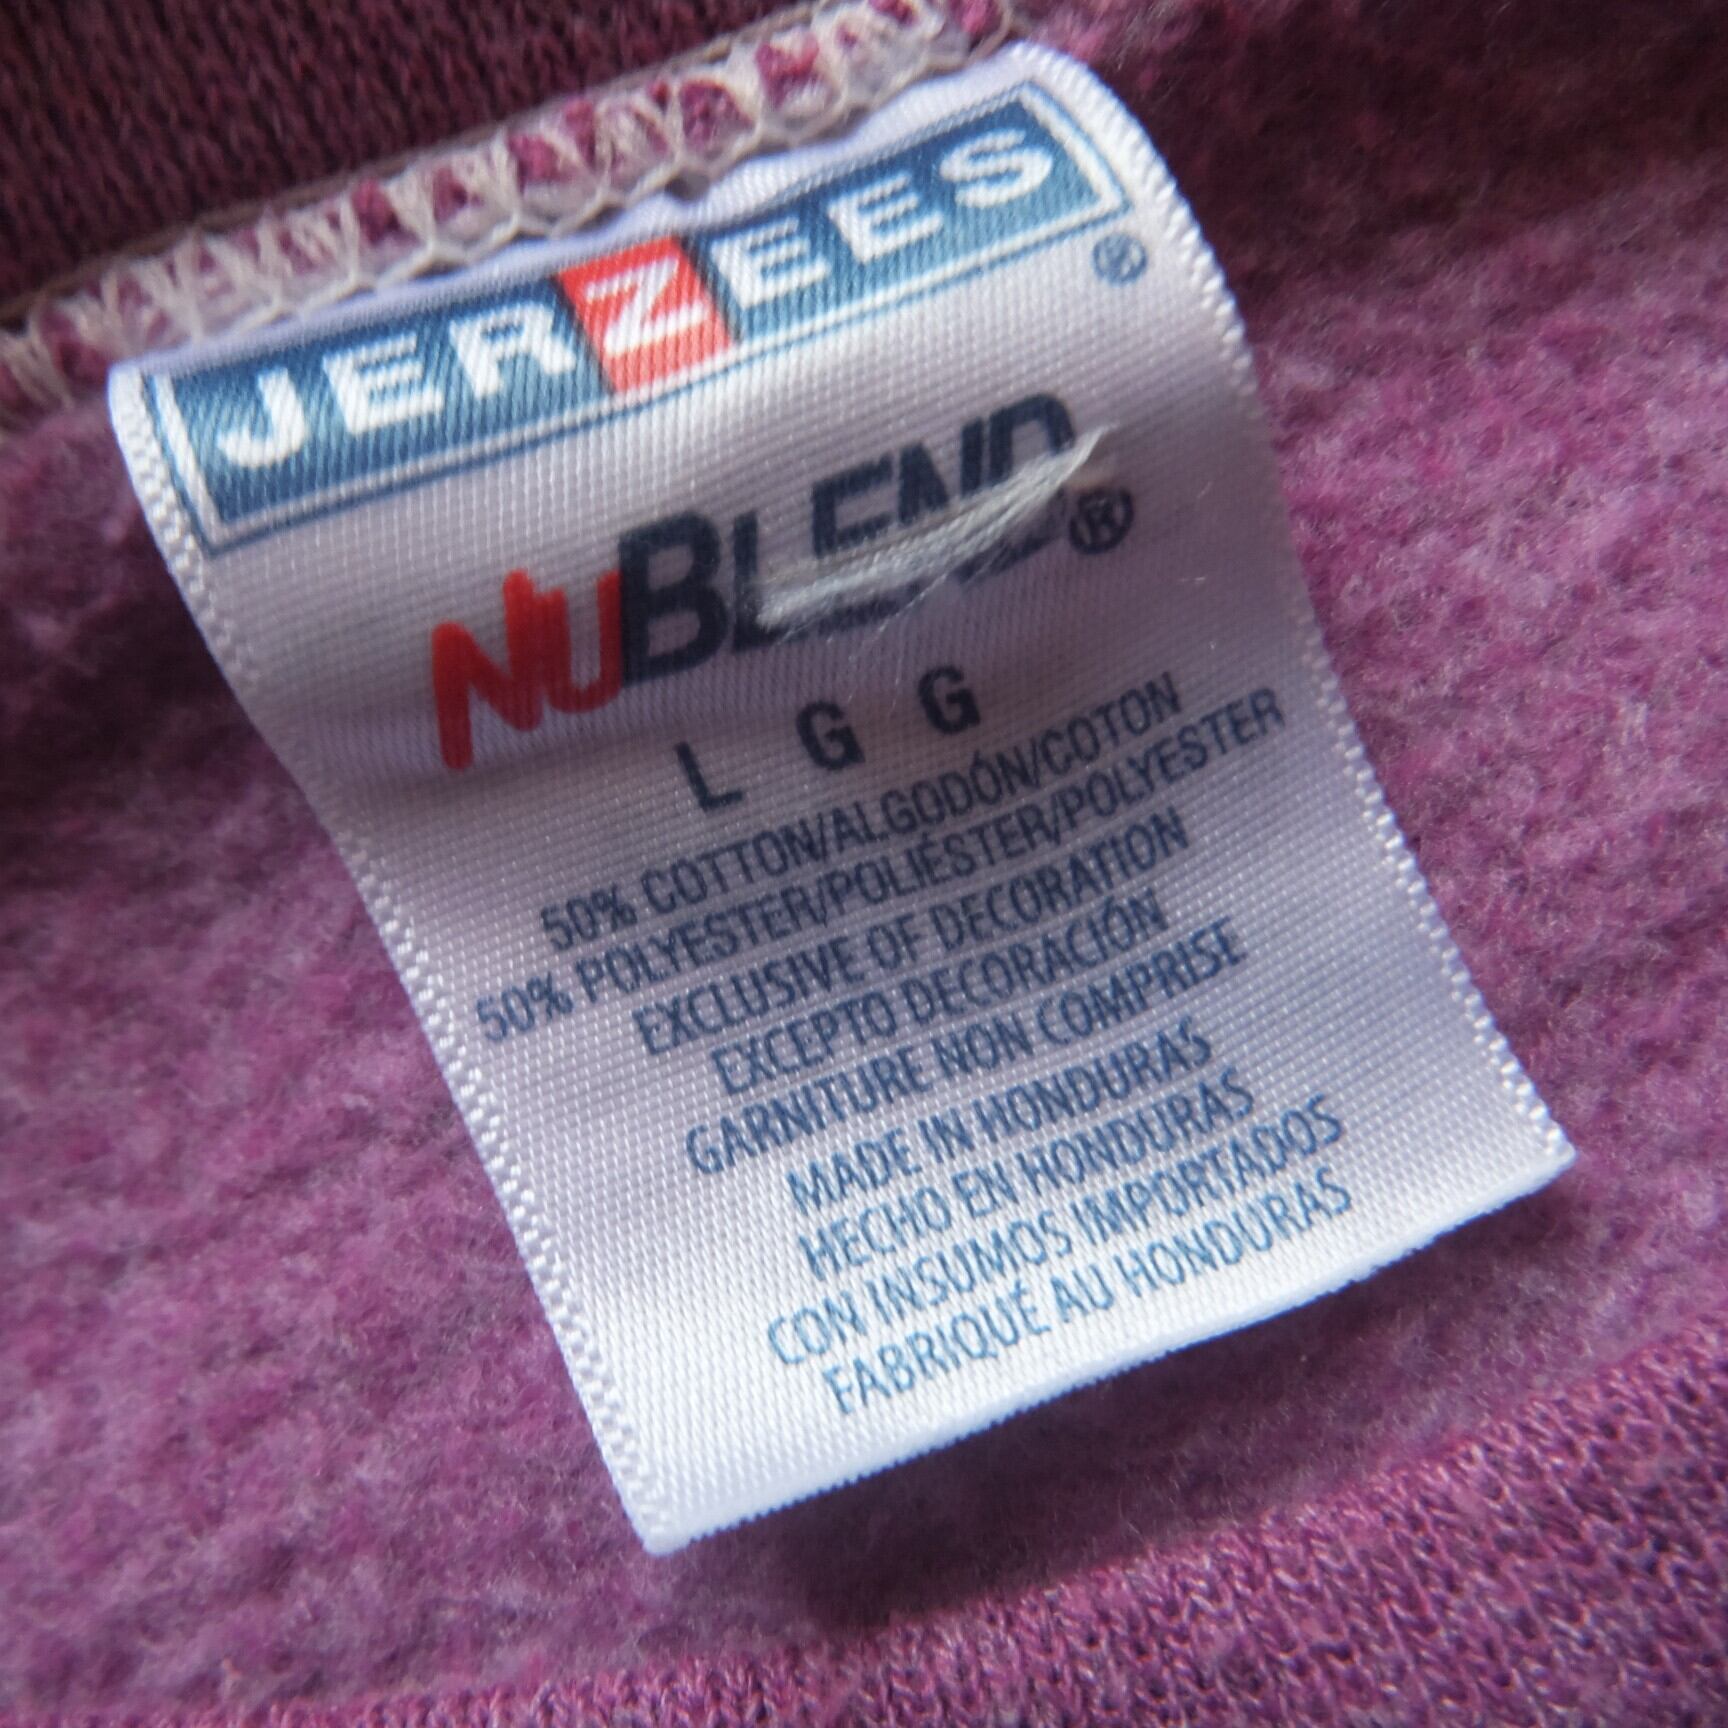 JERZEES®
NUBLEND®
L G G
50% COTTON/ALGODÓN/COTON
50% POLYESTER/POLIÉSTER/POLYESTER
EXCLUSIVE OF DECORATION
EXCEPTO DECORACIÓN
GARNITURE NON COMPRISE
MADE IN HONDURAS
HECHO EN HONDURAS
CON INSUMOS IMPORTADOS
FABRIQUÉ AU HONDURAS